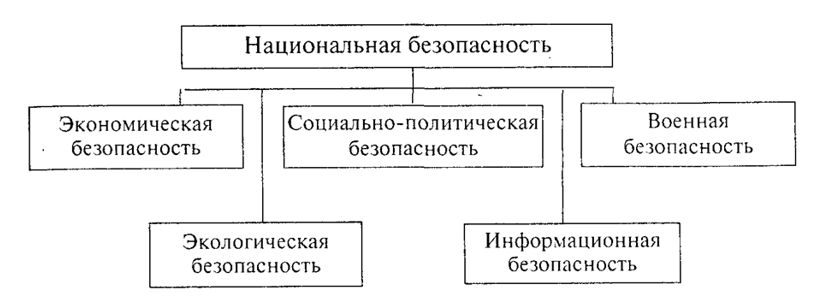 Национальная безопасность
Экономическая
безопасность
Социально-политическая
безопасность
Военная
безопасность
Экологическая
безопасность
Информационная
безопасность